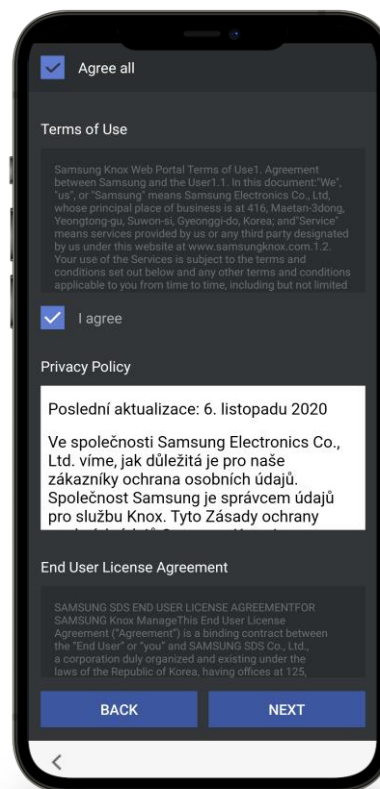 Agree all
Terms of Use
Samsung Knox Web Portal Terms of Use1. Agreement
between Samsung and the User1.1. In this document:"We",
"us", or "Samsung" means Samsung Electronics Co., Ltd,
whose principal place of business is at 416, Maetan-3dong,
Yeongtong-gu, Suwon-si, Gyeonggi-do, Korea; and"Service"
means services provided by us or any third party designated
by us under this website at www.samsungknox.com.1.2.
Your use of the Services is subject to the terms and
conditions set out below and any other terms and conditions
applicable to you from time to time, including but not limited
I agree
Privacy Policy
Poslední aktualizace: 6. listopadu 2020
Ve společnosti Samsung Electronics Co.,
Ltd. víme, jak důležitá je pro naše
zákazníky ochrana osobních údajů.
Společnost Samsung je správcem údajů
pro službu Knox. Tyto Zásady ochrany
End User License Agreement
SAMSUNG SDS END USER LICENSE AGREEMENTFOR
SAMSUNG Knox ManageThis End User License
Agreement ("Agreement") is a binding contract between
the "End User" or "you" and SAMSUNG SDS Co., Ltd.,
a corporation duly organized and existing under the
laws of the Republic of Korea, having offices at 125,
BACK
NEXT